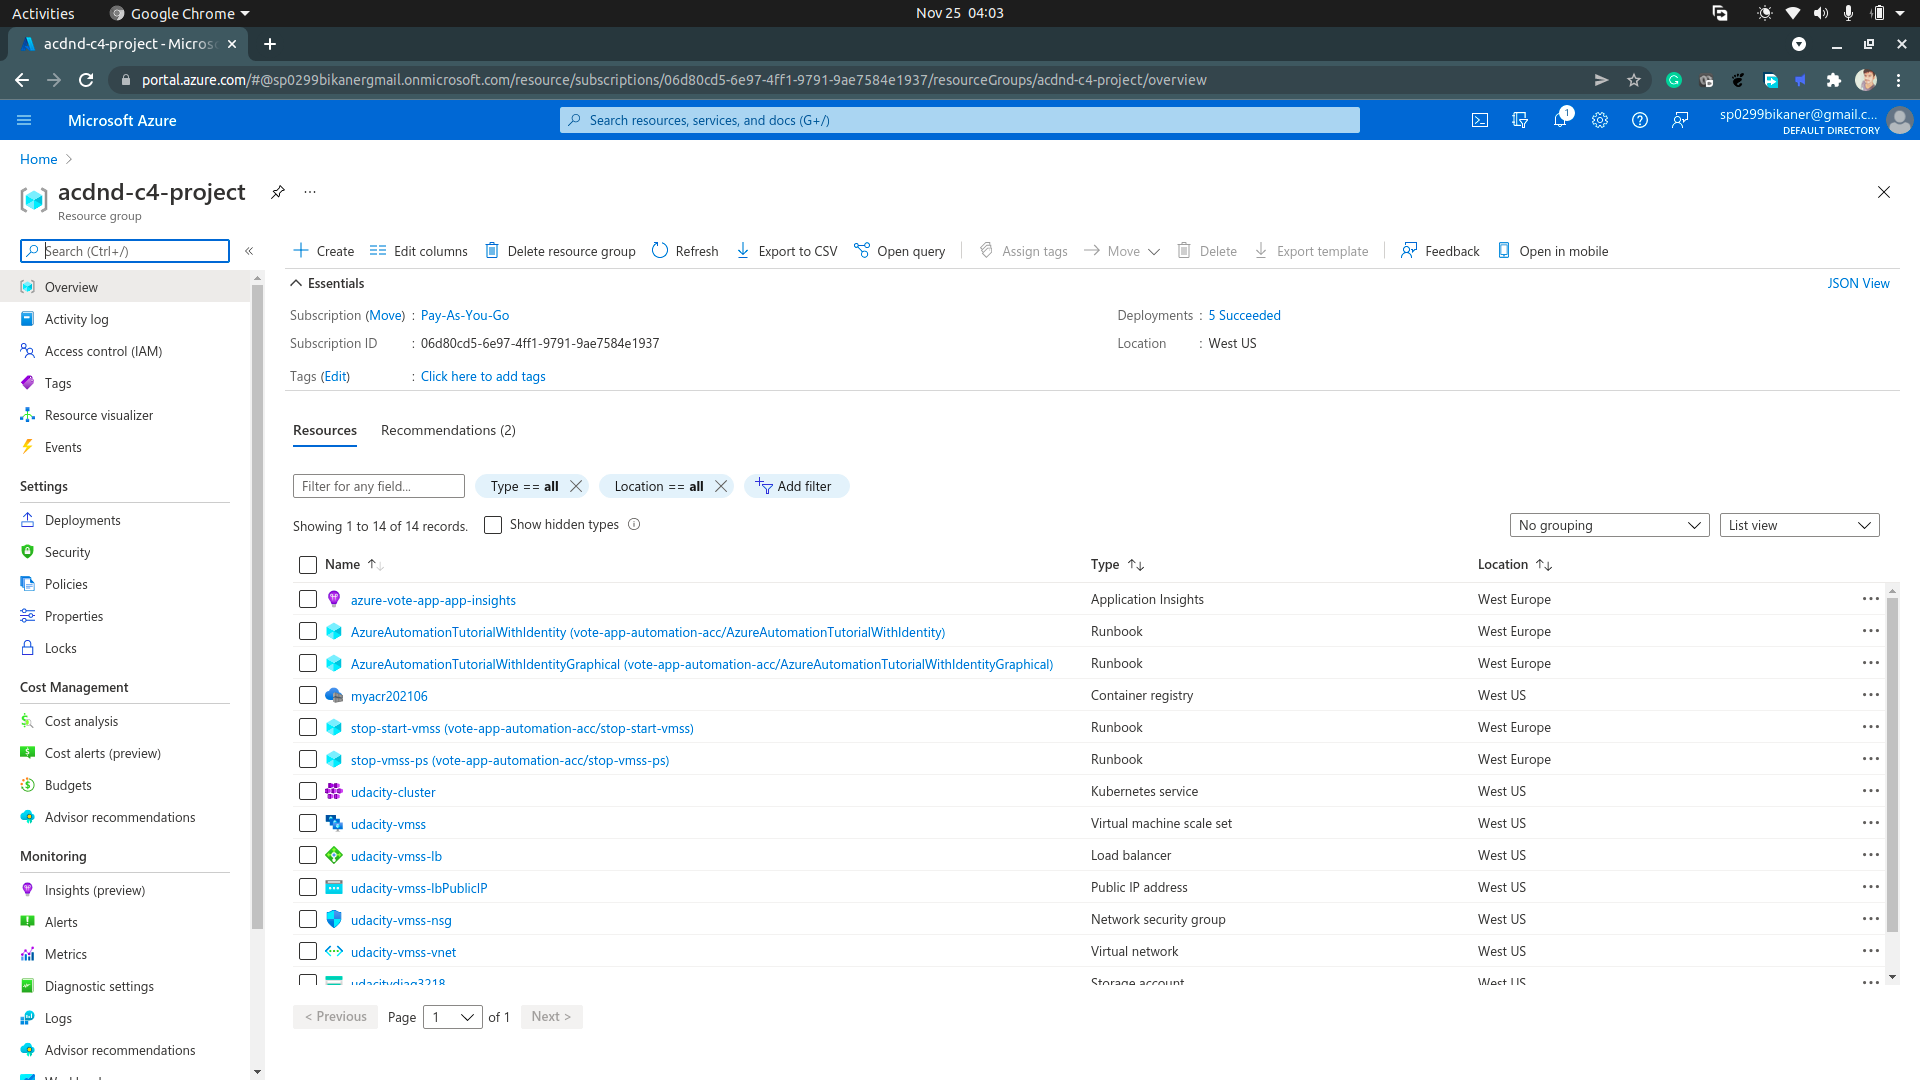 Activities
Google Chrome
Nov 25 04:03
acdnd-c4-project - Micros
portal.azure.com/#@sp0299bikanergmail.onmicrosoft.com/resource/subscriptions/06d80cd5-6e97-4ff1-9791-9ae7584e1937/resourceGroups/acdnd-c4-project/overview
Microsoft Azure
Search resources, services, and docs (G+/)
1
sp0299bikaner@gmail.c...
DEFAULT DIRECTORY
Home
acdnd-c4-project
Resource group
Search (Ctrl+/)
Create Edit columns Delete resource group Refresh Export to CSV Open query Assign tags Move Delete Export template Feedback Open in mobile
Overview
Activity log
Access control (IAM)
Tags
Resource visualizer
Events
Settings
Deployments
Security
Policies
Properties
Locks
Cost Management
Cost analysis
Cost alerts (preview)
Budgets
Advisor recommendations
Monitoring
Insights (preview)
Alerts
Metrics
Diagnostic settings
Logs
Advisor recommendations
Essentials
JSON View
Subscription (Move) : Pay-As-You-Go
Deployments : 5 Succeeded
Subscription ID : 06d80cd5-6e97-4ff1-9791-9ae7584e1937
Location : West US
Tags (Edit) : Click here to add tags
Resources Recommendations (2)
Filter for any field... Type == all Location == all Add filter
Showing 1 to 14 of 14 records. Show hidden types No grouping List view
Name Type Location
azure-vote-app-app-insights Application Insights West Europe
AzureAutomationTutorialWithIdentity (vote-app-automation-acc/AzureAutomationTutorialWithIdentity) Runbook West Europe
AzureAutomationTutorialWithIdentityGraphical (vote-app-automation-acc/AzureAutomationTutorialWithIdentityGraphical) Runbook West Europe
myacr202106 Container registry West US
stop-start-vmss (vote-app-automation-acc/stop-start-vmss) Runbook West Europe
stop-vmss-ps (vote-app-automation-acc/stop-vmss-ps) Runbook West Europe
udacity-cluster Kubernetes service West US
udacity-vmss Virtual machine scale set West US
udacity-vmss-lb Load balancer West US
udacity-vmss-lbPublicIP Public IP address West US
udacity-vmss-nsg Network security group West US
udacity-vmss-vnet Virtual network West US
udacitydiag3218 Storage account West US
< Previous Page 1 of 1 Next >